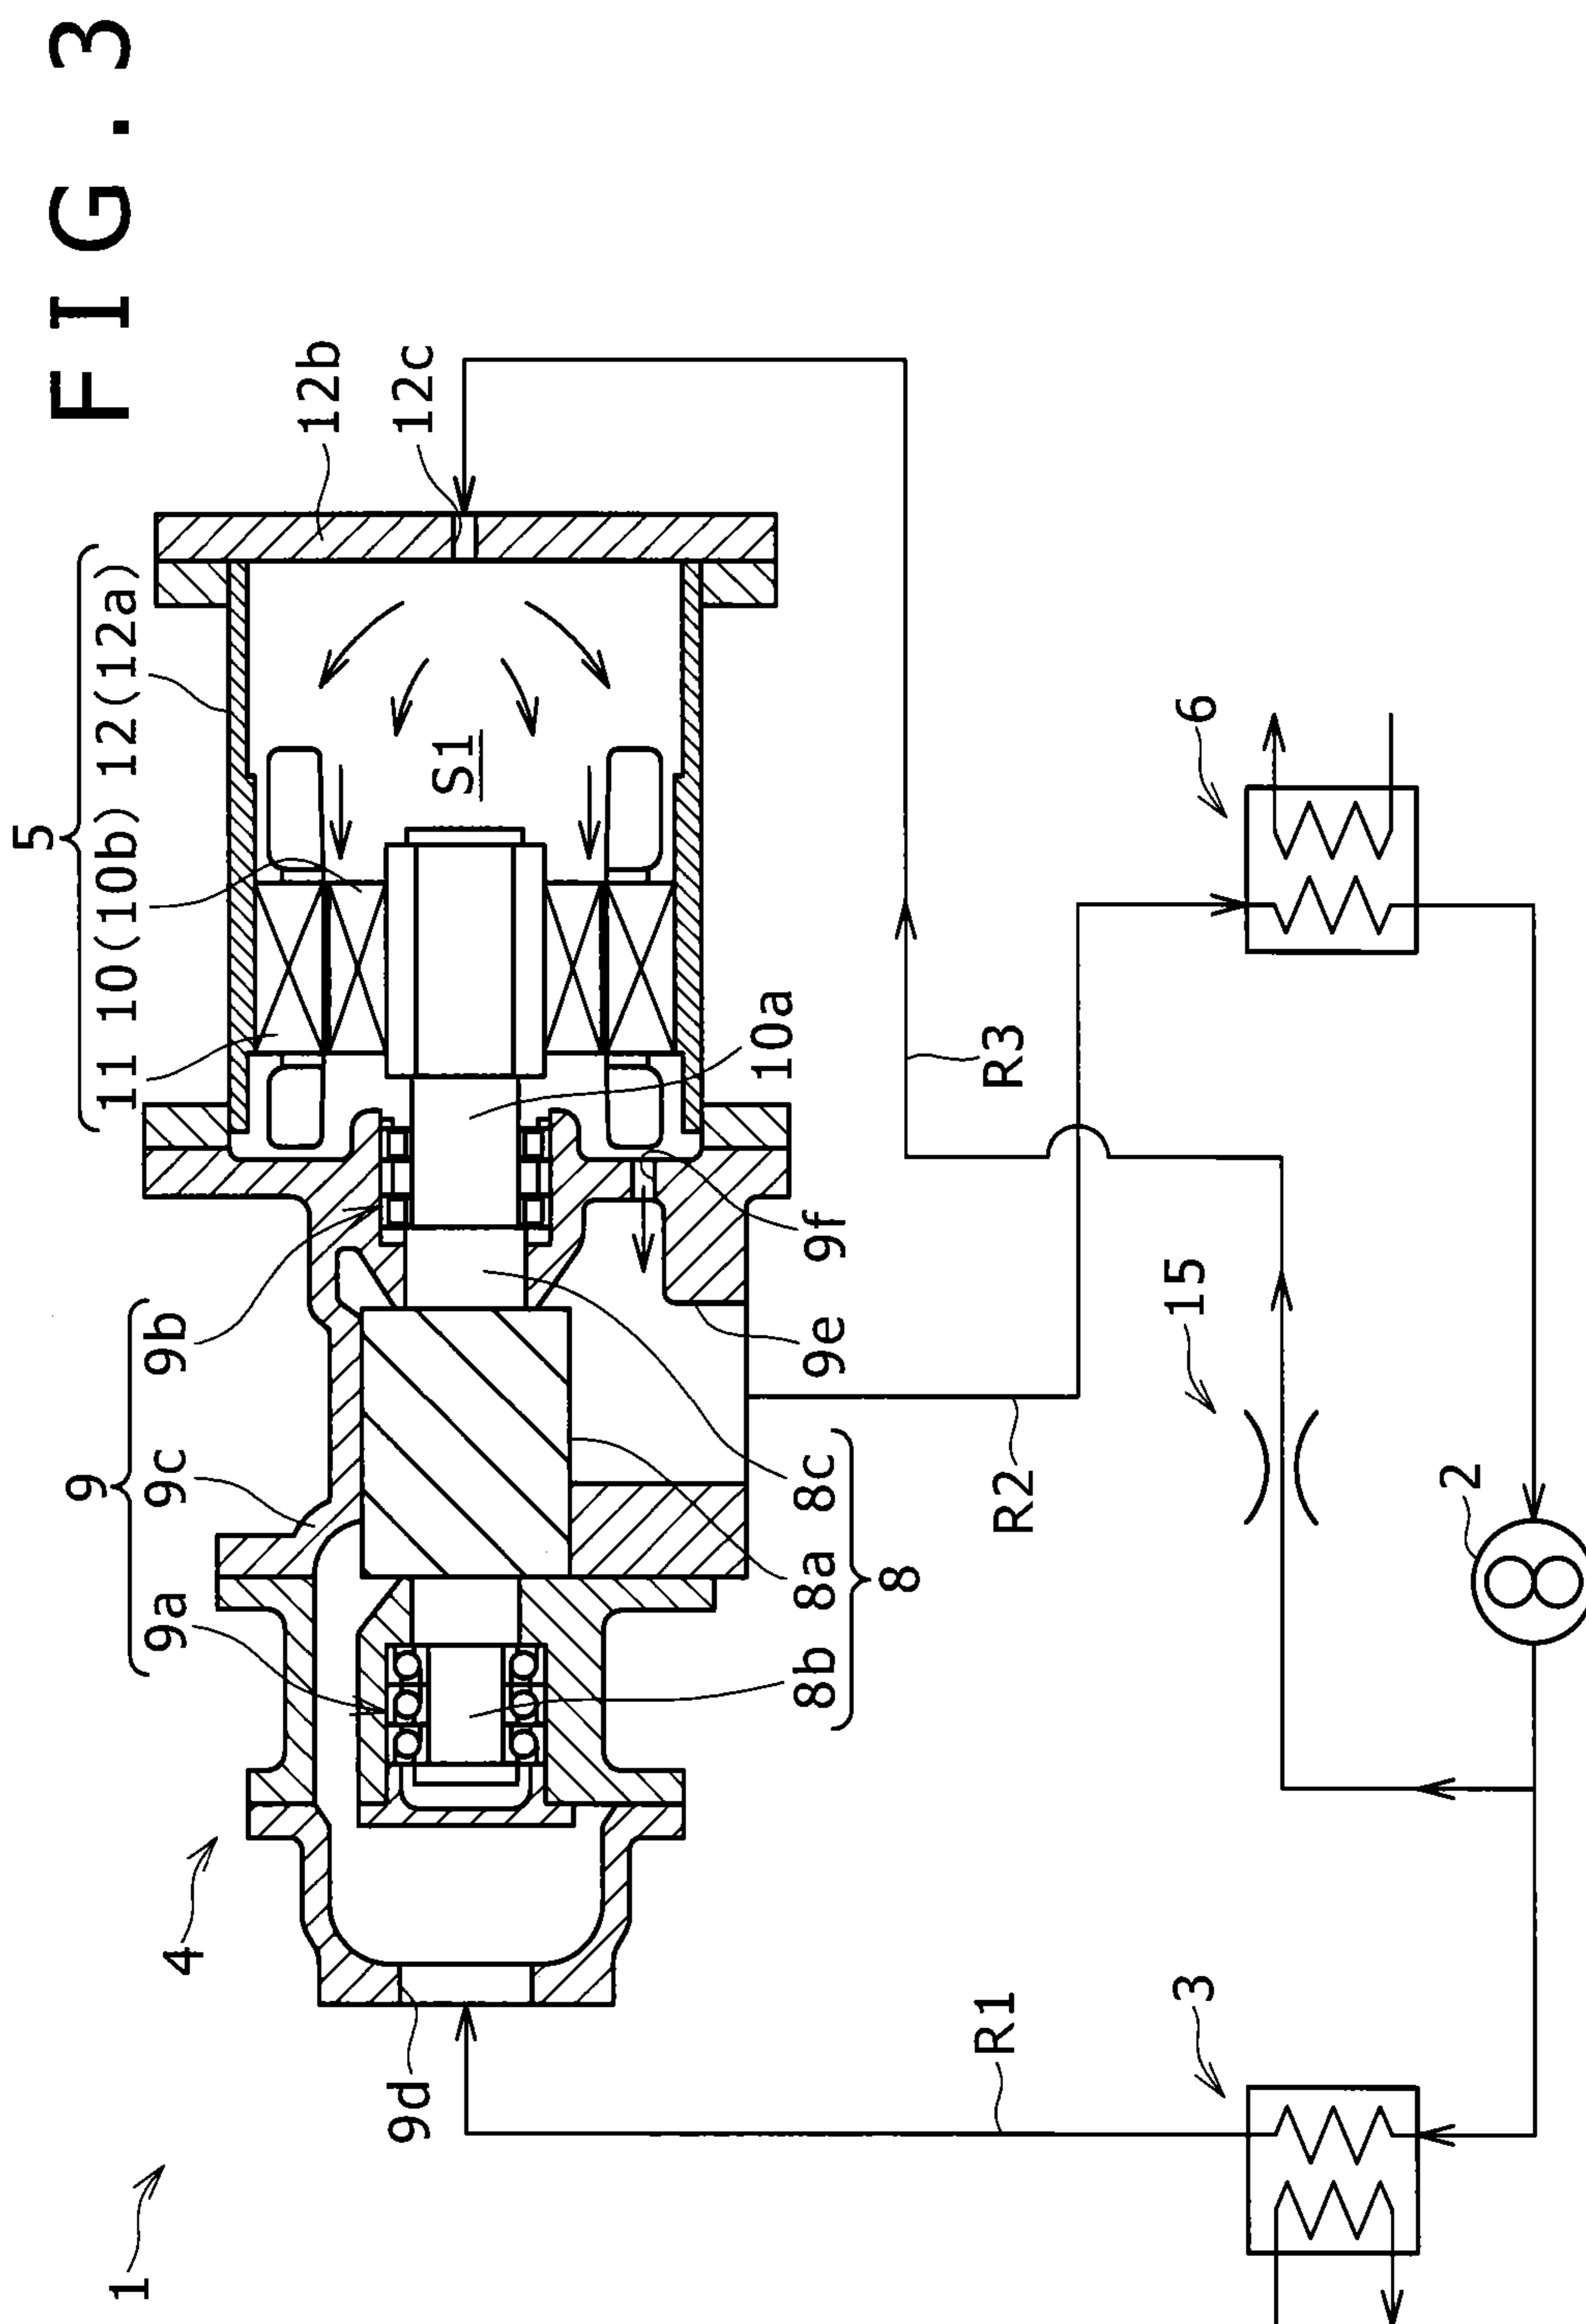 FIG.3
1
4
5
11 10(10b) 12(12a)
12b
12c
9
9a 9c 9b
S1
9d
10a
9f
9e
8b 8a 8c
8
R1
R2
R3
3
15
6
2